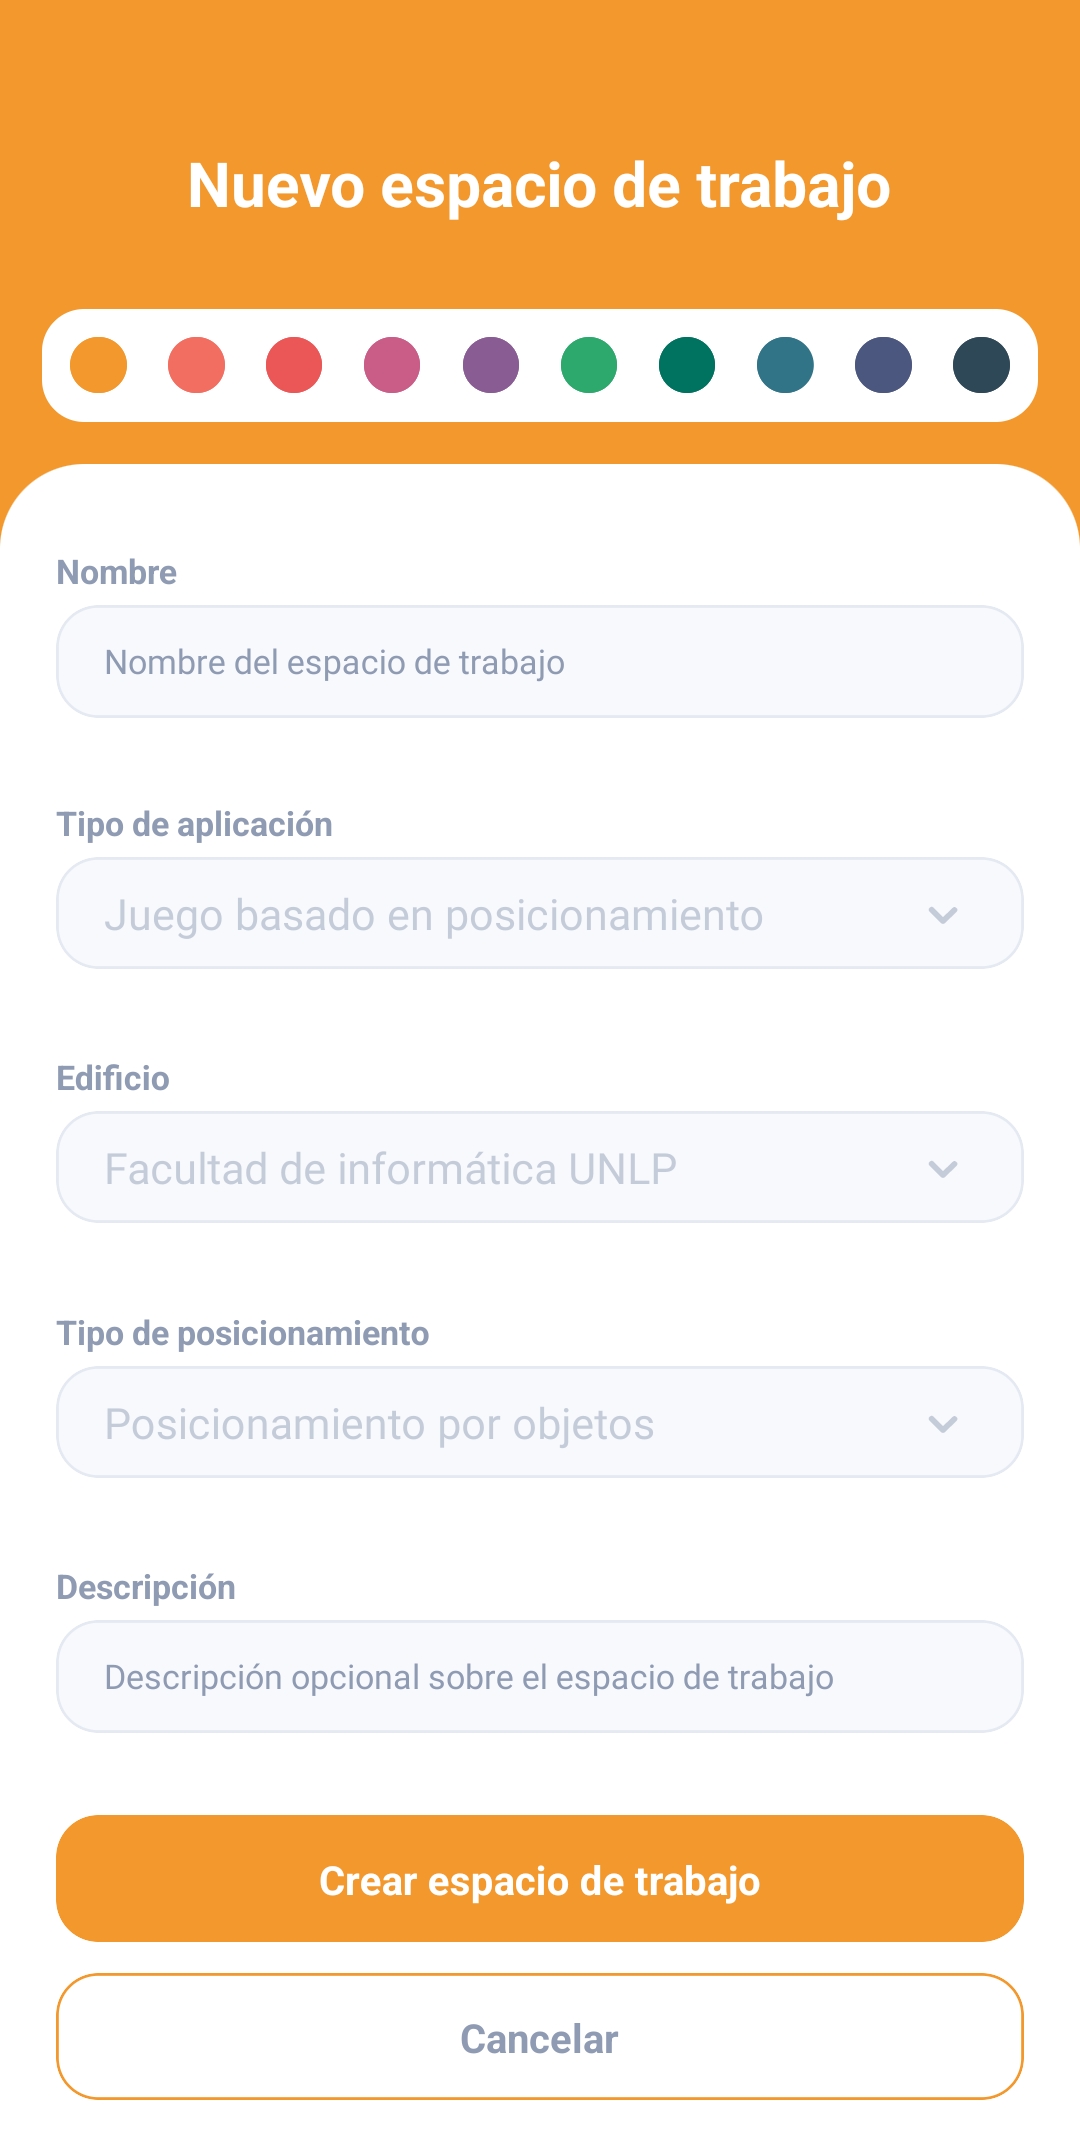 Nuevo espacio de trabajo
Nombre
Nombre del espacio de trabajo
Tipo de aplicación
Juego basado en posicionamiento
Edificio
Facultad de informática UNLP
Tipo de posicionamiento
Posicionamiento por objetos
Descripción
Descripción opcional sobre el espacio de trabajo
Crear espacio de trabajo
Cancelar